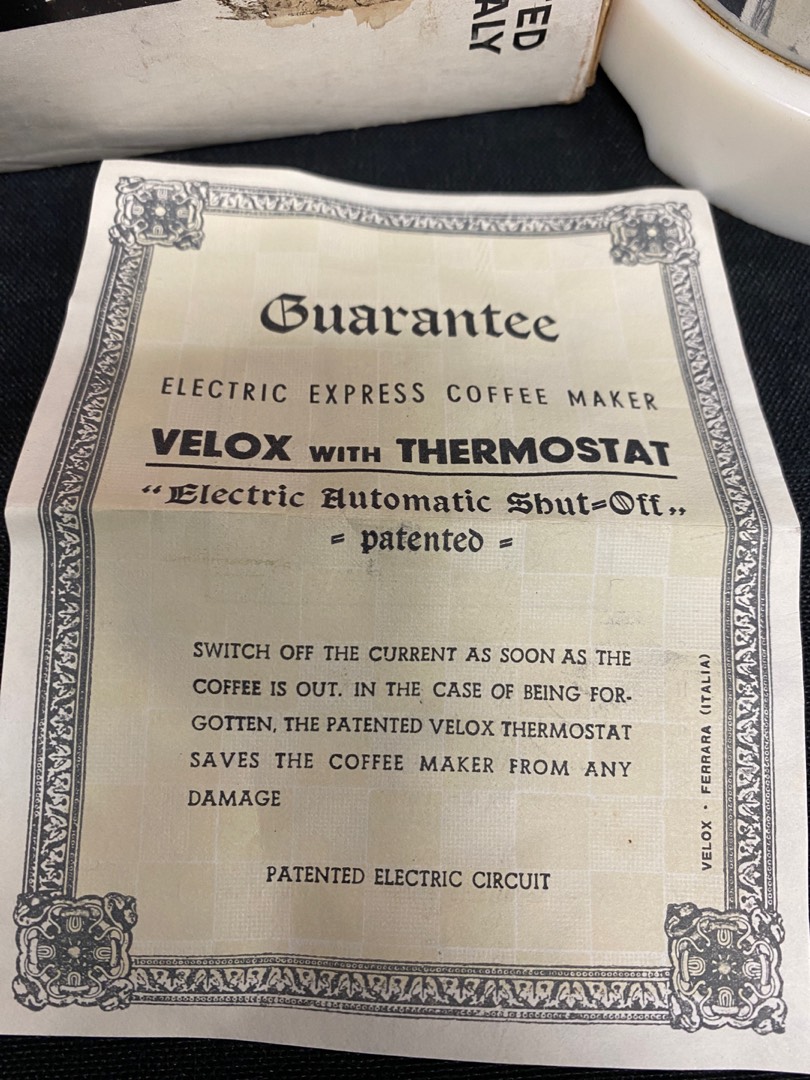 TED
ALY
Guarantee
ELECTRIC EXPRESS COFFEE MAKER
VELOX WITH THERMOSTAT
“Electric Automatic Shut=Off„
= patented =
SWITCH OFF THE CURRENT AS SOON AS THE
COFFEE IS OUT. IN THE CASE OF BEING FOR-
GOTTEN, THE PATENTED VELOX THERMOSTAT
SAVES THE COFFEE MAKER FROM ANY
DAMAGE
PATENTED ELECTRIC CIRCUIT
VELOX • FERRARA (ITALIA)